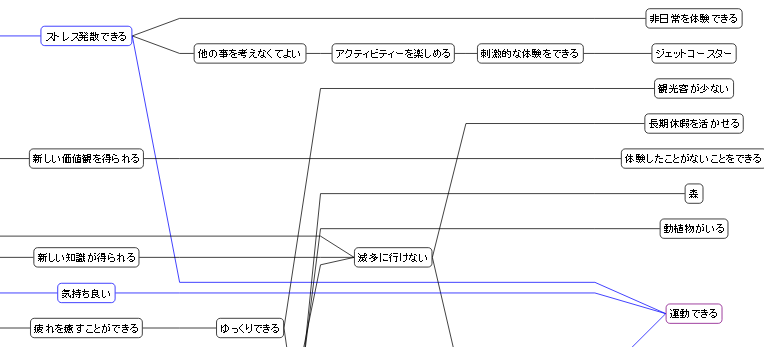 非日常を体験できる
ストレス発散できる
他の事を考えなくてよい
アクティビティーを楽しめる
刺激的な体験をできる
ジェットコースター
観光客が少ない
長期休暇を活かせる
新しい価値観を得られる
体験したことがないことをできる
森
動植物がいる
新しい知識が得られる
滅多に行けない
気持ち良い
運動できる
疲れを癒すことができる
ゆっくりできる